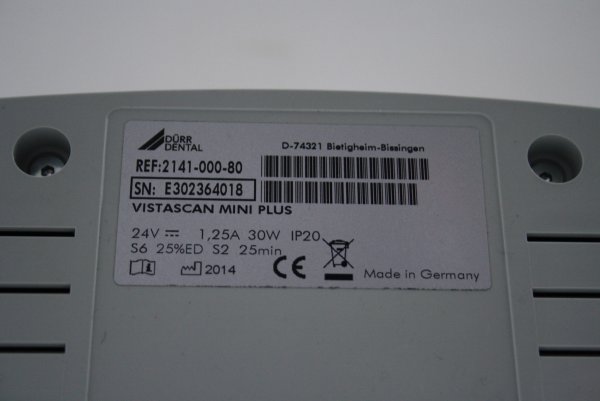 DÜRR
DENTAL
D-74321 Bietigheim-Bissingen
REF:2141-000-80
SN: E302364018
VISTASCAN MINI PLUS
24V 1,25A 30W IP20
S6 25%ED S2 25min
i 2014 CE Made in Germany